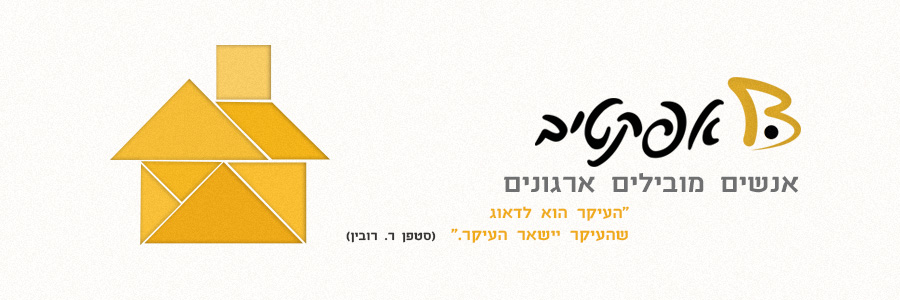 אפקטיב
אנשים מובילים ארגונים
"העיקר הוא לדאוג
שהעיקר יישאר העיקר." (סטפן ר. רובין)